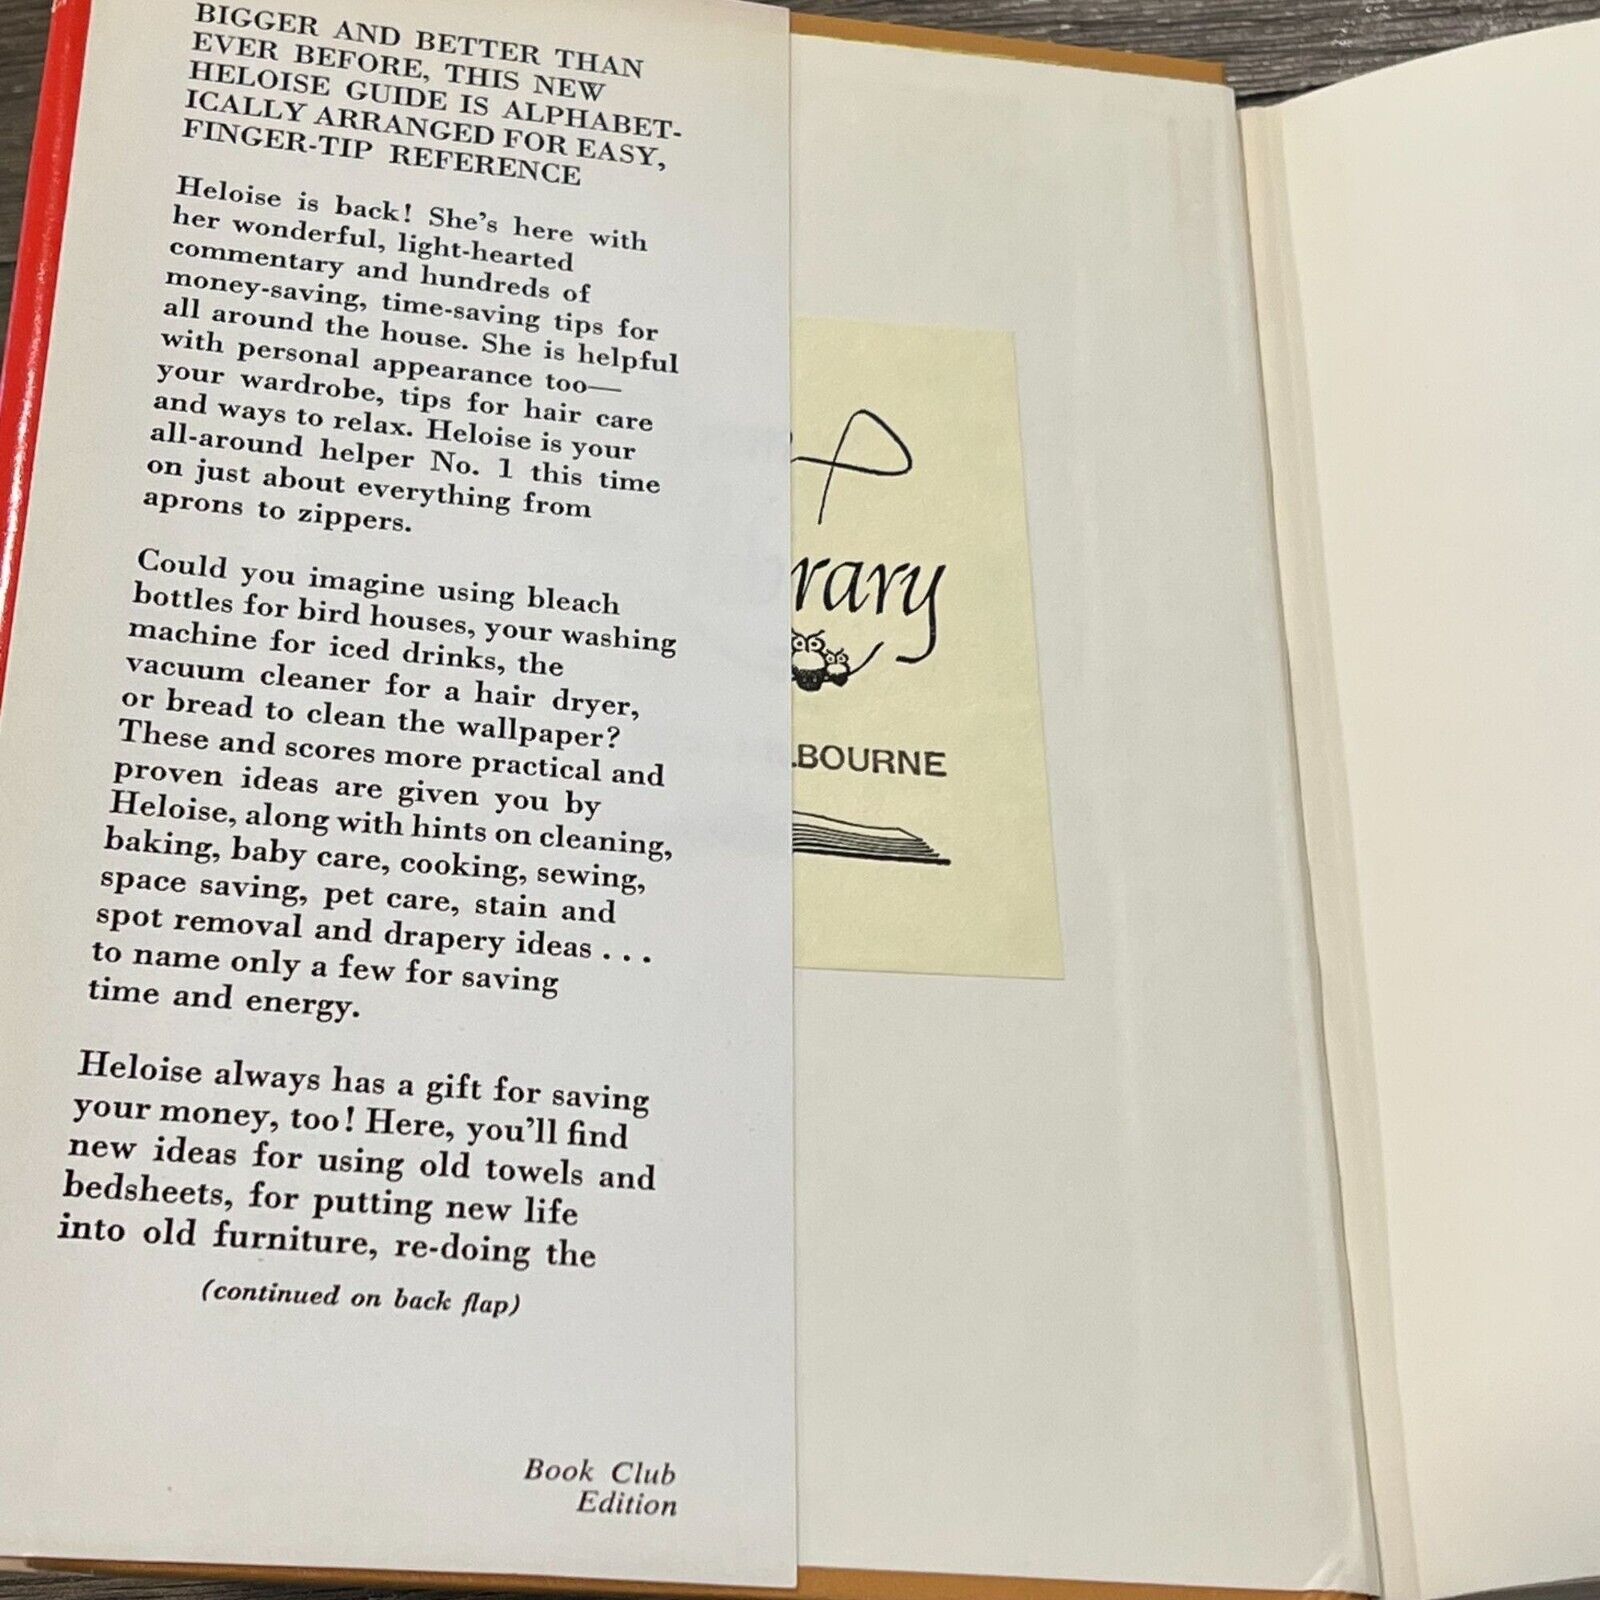 BIGGER AND BETTER THAN
EVER BEFORE, THIS NEW
HELOISE GUIDE IS ALPHABET-
ICALLY ARRANGED FOR EASY,
FINGER-TIP REFERENCE
Heloise is back! She's here with
her wonderful, light-hearted
commentary and hundreds of
money-saving, time-saving tips for
all around the house. She is helpful
with personal appearance too—
your wardrobe, tips for hair care
and ways to relax. Heloise is your
all-around helper No. 1 this time
on just about everything from
aprons to zippers.
Could you imagine using bleach
bottles for bird houses, your washing
machine for iced drinks, the
vacuum cleaner for a hair dryer,
or bread to clean the wallpaper?
These and scores more practical and
proven ideas are given you by
Heloise, along with hints on cleaning,
baking, baby care, cooking, sewing,
space saving, pet care, stain and
spot removal and drapery ideas . . .
to name only a few for saving
time and energy.
Heloise always has a gift for saving
your money, too! Here, you'll find
new ideas for using old towels and
bedsheets, for putting new life
into old furniture, re-doing the
(continued on back flap)
Book Club
Edition
rary
LBOURNE